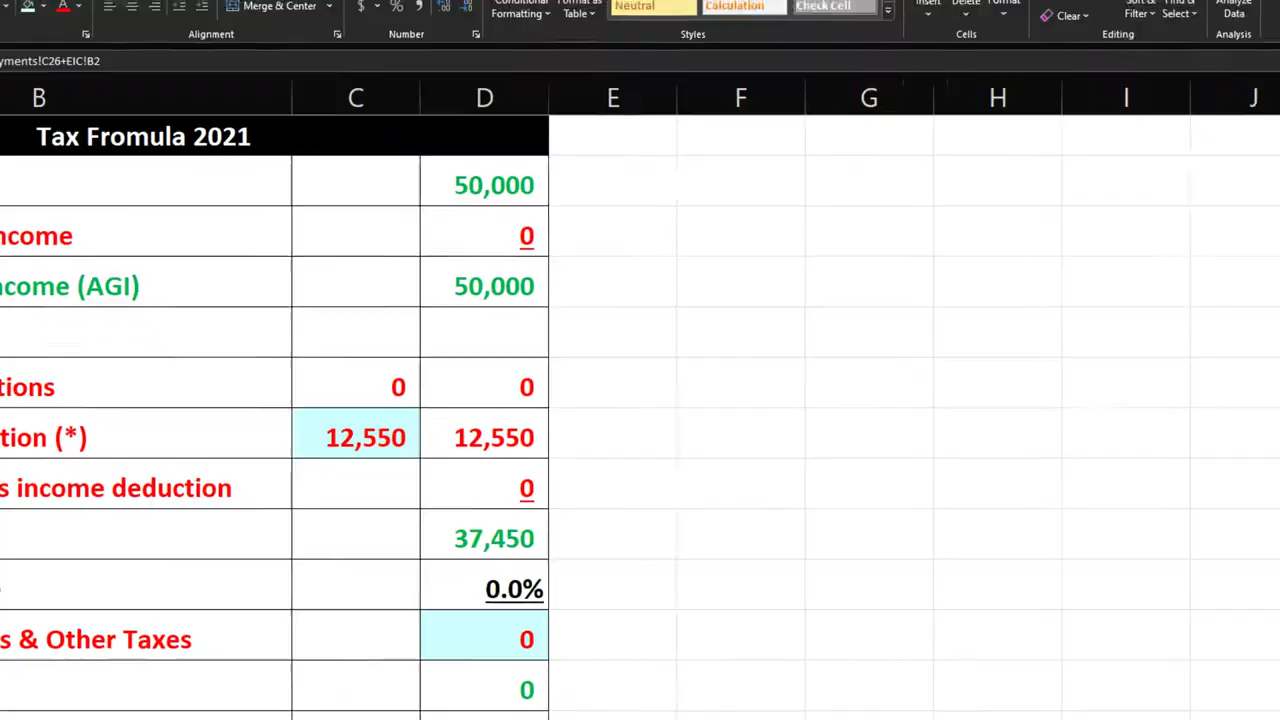 Merge & Center
$ % 9
Conditional Format as
Formatting Table
Neutral Calculation Check Cell
Insert Delete Format
Clear
Sort & Find &
Filter Select
Analyze
Data
Alignment Number Styles Cells Editing Analysis
yments!C26+EIC!B2
B C D E F G H I J
Tax Fromula 2021
50,000
ncome 0
ncome (AGI) 50,000
tions 0 0
tion (*) 12,550 12,550
s income deduction 0
37,450
0.0%
s & Other Taxes 0
0